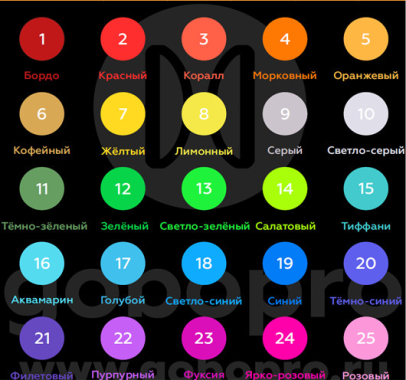 1 2 3 4 5
Бордо Красный Коралл Морковный Оранжевый
6 7 8 9 10
Кофейный Жёлтый Лимонный Серый Светло-серый
11 12 13 14 15
Тёмно-зёленый Зелёный Светло-зелёный Салатовый Тиффани
16 17 18 19 20
Аквамарин Голубой Светло-синий Синий Тёмно-синий
gobopro
21 22 23 24 25
Филетовый Пурпурный Фуксия Ярко-розовый Розовый
www.gobopro.ru